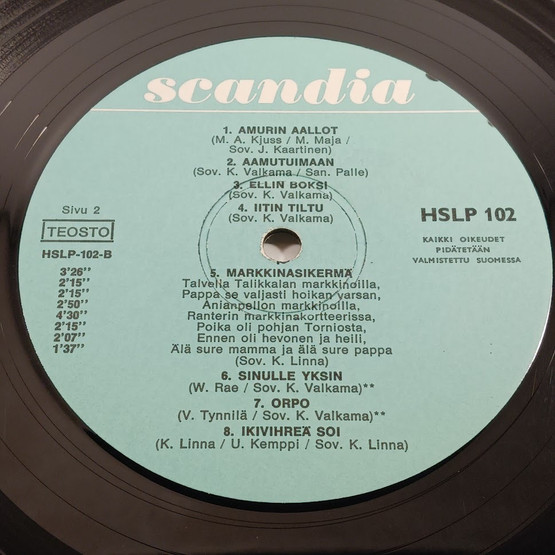 scandia
1. AMURIN AALLOT
(M. A. Kjuss / M. Maja /
Sov. J. Kaartinen)
2. AAMUTUIMAAN
(Sov. K. Valkama / San. Palle)
3. ELLIN BOKSI
(Sov. K. Valkama)
4. IITIN TILTU
(Sov. K. Valkama)
Sivu 2
TEOSTO
HSLP-102-B
3'26''
2'15''
2'15''
2'50''
4'30''
2'15''
2'07''
1'37''
HSLP 102
KAIKKI OIKEUDET
PIDÄTETÄÄN
VALMISTETTU SUOMESSA
5. MARKKINASIKERMÄ
Talvella Talikkalan markkinoilla,
Pappa se valjasti hoikan varsan,
Anianpellon markkinoilla,
Ranterin markkinakortteerissa,
Poika oli pohjan Torniosta,
Ennen oli hevonen ja heili,
Älä sure mamma ja älä sure pappa
(Sov. K. Linna)
6. SINULLE YKSIN
(W. Rae / Sov. K. Valkama)**
7. ORPO
(V. Tynnilä / Sov. K. Valkama)**
8. IKIVIHREÄ SOI
(K. Linna / U. Kemppi / Sov. K. Linna)